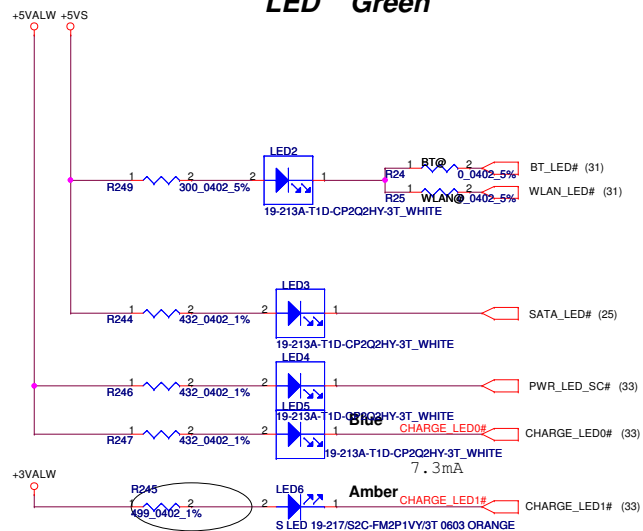 LED Green
+5VALW +5VS
LED2
BT@
1 2 2 1 1 2
R24 0_0402_5% BT_LED# (31)
R249 300_0402_5%
1 2
R25 WLAN@_0402_5% WLAN_LED# (31)
19-213A-T1D-CP2Q2HY-3T_WHITE
LED3
1 2 2 1
R244 432_0402_1% SATA_LED# (25)
19-213A-T1D-CP2Q2HY-3T_WHITE
LED4
1 2 2 1
R246 432_0402_1% PWR_LED_SC# (33)
LED5
19-213A-T1D-CP2Q2HY-3T_WHITE
Blue
1 2 2 1 CHARGE_LED0#
R247 432_0402_1% CHARGE_LED0# (33)
19-213A-T1D-CP2Q2HY-3T_WHITE
7.3mA
+3VALW
R245 LED6 Amber
1 2 2 1 CHARGE_LED1#
499_0402_1% CHARGE_LED1# (33)
S LED 19-217/S2C-FM2P1VY/3T 0603 ORANGE